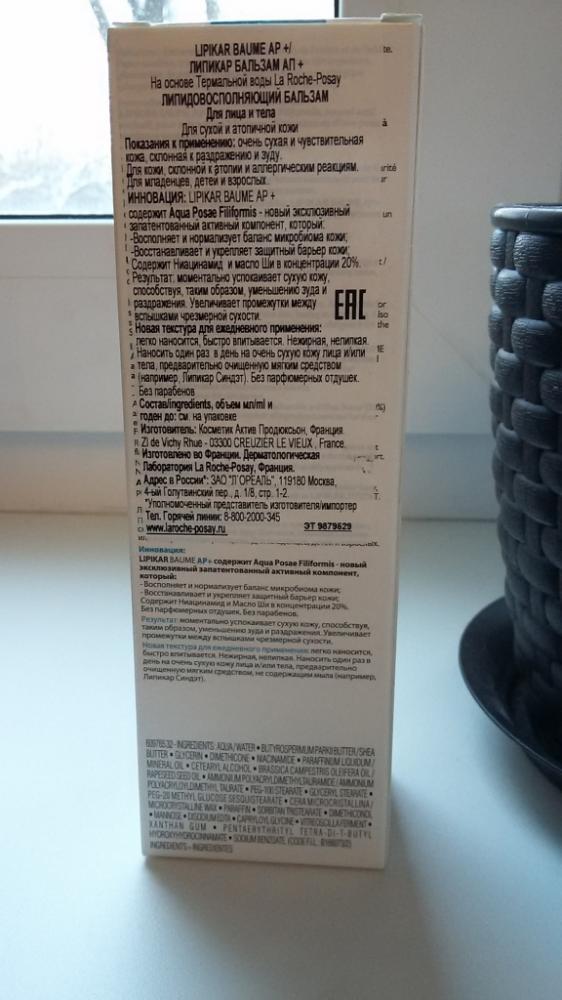 LIPIKAR BAUME AP +/
ЛИПИКАР БАЛЬЗАМ АП +
На основе Термальной воды La Roche-Posay
ЛИПИДОВОСПОЛНЯЮЩИЙ БАЛЬЗАМ
Для лица и тела
Для сухой и атопичной кожи
Показания к применению: очень сухая и чувствительная
кожа, склонная к раздражению и зуду.
Для кожи, склонной к атопии и аллергическим реакциям.
Для младенцев, детей и взрослых.
ИННОВАЦИЯ: LIPIKAR BAUME AP +
содержит Aqua Posae Filiformis - новый эксклюзивный
запатентованный активный компонент, который:
-Восполняет и нормализует баланс микробиома кожи;
-Восстанавливает и укрепляет защитный барьер кожи;
Содержит Ниацинамид и масло Ши в концентрации 20%.
Результат: моментально успокаивает сухую кожу,
способствуя, таким образом, уменьшению зуда и
раздражения. Увеличивает промежутки между
вспышками чрезмерной сухости.
EAC
Новая текстура для ежедневного применения:
легко наносится, быстро впитывается. Нежирная, нелипкая.
Наносить один раз в день на очень сухую кожу лица и/или
тела, предварительно очищенную мягким средством
(например, Липикар Синдэт). Без парфюмерных отдушек.
Без парабенов
Состав/ingredients, объем мл/ml и
годен до: см. на упаковке
Изготовитель: Косметик Актив Продюксьон, Франция.
ZI de Vichy Rhue - 03300 CREUZIER LE VIEUX , France.
Изготовлено во Франции. Дерматологическая
Лаборатория La Roche-Posay, Франция.
Адрес в России*: ЗАО "Л'ОРЕАЛЬ", 119180 Москва,
4-ый Голутвинский пер., д. 1/8, стр. 1-2.
*Уполномоченный представитель изготовителя/импортер
Тел. Горячей линии: 8-800-2000-345
www.laroche-posay.ru ЭТ 9879629
Инновация:
LIPIKAR BAUME AP+ содержит Aqua Posae Filiformis - новый
эксклюзивный запатентованный активный компонент,
который:
- Восполняет и нормализует баланс микробиома кожи;
- Восстанавливает и укрепляет защитный барьер кожи;
Содержит Ниацинамид и Масло Ши в концентрации 20%.
Без парфюмерных отдушек. Без парабенов.
Результат: моментально успокаивает сухую кожу, способствуя,
таким образом, уменьшению зуда и раздражения. Увеличивает
промежутки между вспышками чрезмерной сухости.
Новая текстура для ежедневного применения: легко наносится,
быстро впитывается. Нежирная, нелипкая. Наносить один раз в
день на очень сухую кожу лица и/или тела, предварительно
очищенную мягким средством, не содержащим мыла (например,
Липикар Синдэт).
INGREDIENTS: AQUA / WATER • BUTYROSPERMUM PARKII BUTTER / SHEA
BUTTER • GLYCERIN • DIMETHICONE • NIACINAMIDE • PARAFFINUM LIQUIDUM /
MINERAL OIL • CETEARYL ALCOHOL • BRASSICA CAMPESTRIS OLEIFERA OIL /
RAPESEED SEED OIL • AMMONIUM POLYACRYLDIMETHYLTAURAMIDE / AMMONIUM
POLYACRYLOYLDIMETHYL TAURATE • PEG-100 STEARATE • GLYCERYL STEARATE •
PEG-20 METHYL GLUCOSE SESQUISTEARATE • CERA MICROCRISTALLINA /
MICROCRYSTALLINE WAX • PARAFFIN • SORBITAN TRISTEARATE • DIMETHICONOL
• MANNOSE • DISODIUM EDTA • CAPRYLOYL GLYCINE • VITREOSCILLA FERMENT •
XANTHAN GUM • PENTAERYTHRITYL TETRA-DI-T-BUTYL
HYDROXYHYDROCINNAMATE • SODIUM BENZOATE.
INGREDIENTS - INGREDIENTES